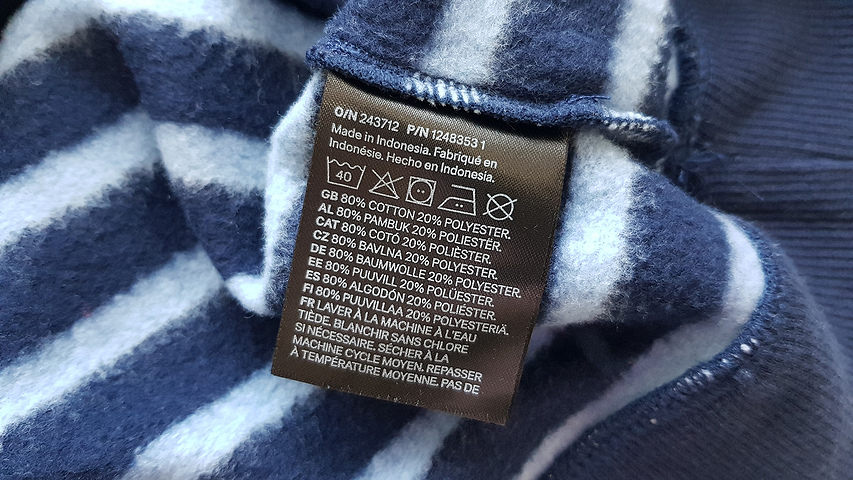 O/N 243712 P/N 1248353 1
Made in Indonesia. Fabriqué en
Indonésie. Hecho en Indonesia.
40
GB 80% COTTON 20% POLYESTER.
AL 80% PAMBUK 20% POLIESTËR.
CAT 80% COTÓ 20% POLIÈSTER.
CZ 80% BAVLNA 20% POLYESTER.
DE 80% BAUMWOLLE 20% POLYESTER.
EE 80% PUUVILL 20% POLÜESTER.
ES 80% ALGODÓN 20% POLIÉSTER.
FI 80% PUUVILLAA 20% POLYESTERIÄ.
FR LAVER À LA MACHINE À L'EAU
TIÈDE. BLANCHIR SANS CHLORE
SI NÉCESSAIRE. SÉCHER À LA
MACHINE CYCLE MOYEN. REPASSER
À TEMPÉRATURE MOYENNE. PAS DE